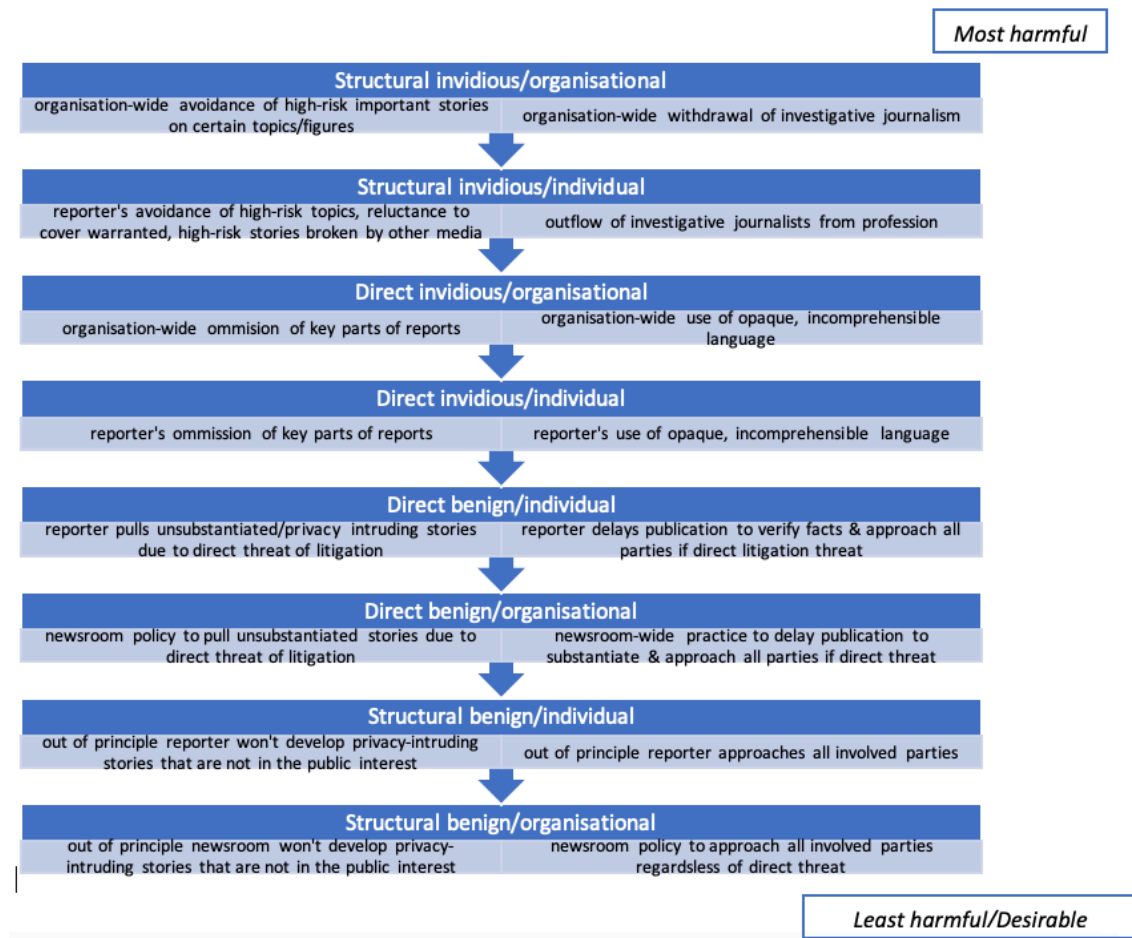 Most harmful
Structural invidious/organisational
organisation-wide avoidance of high-risk important stories
on certain topics/figures
organisation-wide withdrawal of investigative journalism
Structural invidious/individual
reporter's avoidance of high-risk topics, reluctance to
cover warranted, high-risk stories broken by other media
outflow of investigative journalists from profession
Direct invidious/organisational
organisation-wide ommision of key parts of reports
organisation-wide use of opaque, incomprehensible
language
Direct invidious/individual
reporter's ommission of key parts of reports
reporter's use of opaque, incomprehensible language
Direct benign/individual
reporter pulls unsubstantiated/privacy intruding stories
due to direct threat of litigation
reporter delays publication to verify facts & approach all
parties if direct litigation threat
Direct benign/organisational
newsroom policy to pull unsubstantiated stories due to
direct threat of litigation
newsroom-wide practice to delay publication to
substantiate & approach all parties if direct threat
Structural benign/individual
out of principle reporter won't develop privacy-intruding
stories that are not in the public interest
out of principle reporter approaches all involved parties
Structural benign/organisational
out of principle newsroom won't develop privacy-
intruding stories that are not in the public interest
newsroom policy to approach all involved parties
regardsless of direct threat
Least harmful/Desirable